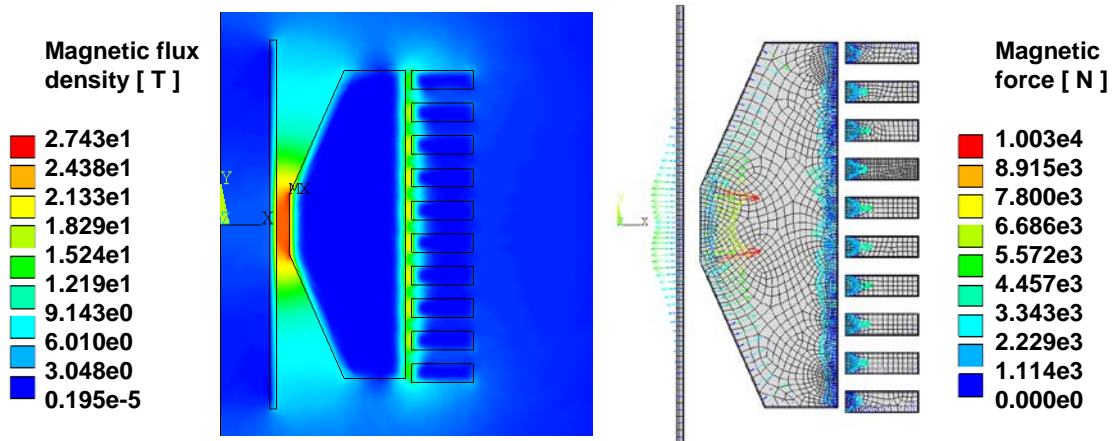 Magnetic flux
density [ T ]
2.743e1
2.438e1
2.133e1
1.829e1
1.524e1
1.219e1
9.143e0
6.010e0
3.048e0
0.195e-5
Y
Z
X
MX
Y
X
Magnetic
force [ N ]
1.003e4
8.915e3
7.800e3
6.686e3
5.572e3
4.457e3
3.343e3
2.229e3
1.114e3
0.000e0